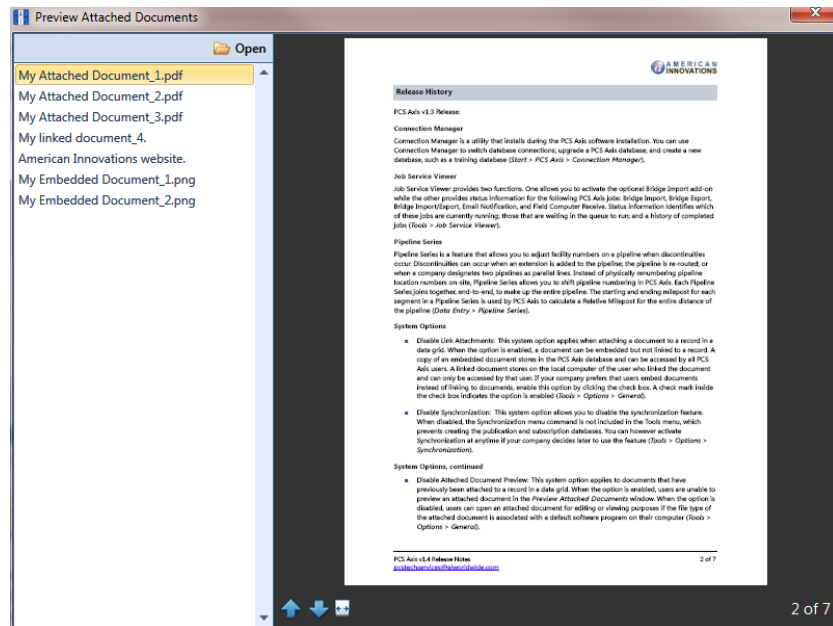 Preview Attached Documents
Open
My Attached Document_1.pdf
My Attached Document_2.pdf
My Attached Document_3.pdf
My linked document_4.
American Innovations website.
My Embedded Document_1.png
My Embedded Document_2.png
AMERICAN
INNOVATIONS
Release History
PCS Axis v1.3 Release:
Connection Manager
Connection Manager is a utility that installs during the PCS Axis software installation. You can use
Connection Manager to switch database connections; upgrade a PCS Axis database; and create a new
database, such as a training database (Start > PCS Axis > Connection Manager).
Job Service Viewer
Job Service Viewer provides two functions. One allows you to activate the optional Bridge Import add-on
while the other provides status information for the following PCS Axis jobs: Bridge Import, Bridge Export,
Bridge Import/Export, Email Notification, and Field Computer Receive. Status information identifies which
of these jobs are currently running; those that are waiting in the queue to run; and a history of completed
jobs (Tools > Job Service Viewer).
Pipeline Series
Pipeline Series is a feature that allows you to adjust facility numbers on a pipeline when discontinuities
occur. Discontinuities can occur when an extension is added to the pipeline; the pipeline is re-routed; or
when a company designates two pipelines as parallel lines. Instead of physically renumbering pipeline
location numbers on-site, Pipeline Series allows you to shift pipeline numbering in PCS Axis. Each Pipeline
Series joins together, end-to-end, to make up the entire pipeline. The starting and ending milepost for each
segment in a Pipeline Series is used by PCS Axis to calculate a Relative Milepost for the entire distance of
the pipeline (Data Entry > Pipeline Series).
System Options
Disable Link Attachments: This system option applies when attaching a document to a record in a
data grid. When the option is enabled, a document can be embedded but not linked to a record. A
copy of an embedded document stores in the PCS Axis database and can be accessed by all PCS
Axis users. A linked document stores on the local computer of the user who linked the document
and can only be accessed by that user. If your company prefers that users embed documents
instead of linking to documents, enable this option by clicking the check box. A check mark inside
the check box indicates the option is enabled (Tools > Options > General).
Disable Synchronization: This system option allows you to disable the synchronization feature.
When disabled, the Synchronization menu command is not included in the Tools menu, which
prevents creating the publication and subscription databases. You can however activate
Synchronization at anytime if your company decides later to use the feature (Tools > Options >
Synchronization).
System Options, continued
Disable Attached Document Preview: This system option applies to documents that have
previously been attached to a record in a data grid. When the option is enabled, users are unable to
preview an attached document in the Preview Attached Documents window. When the option is
disabled, users can open an attached document for editing or viewing purposes if the file type of
the attached document is associated with a default software program on their computer (Tools >
Options > General).
PCS Axis v1.4 Release Notes
2 of 7
pcstechservices@aiworldwide.com
2 of 7